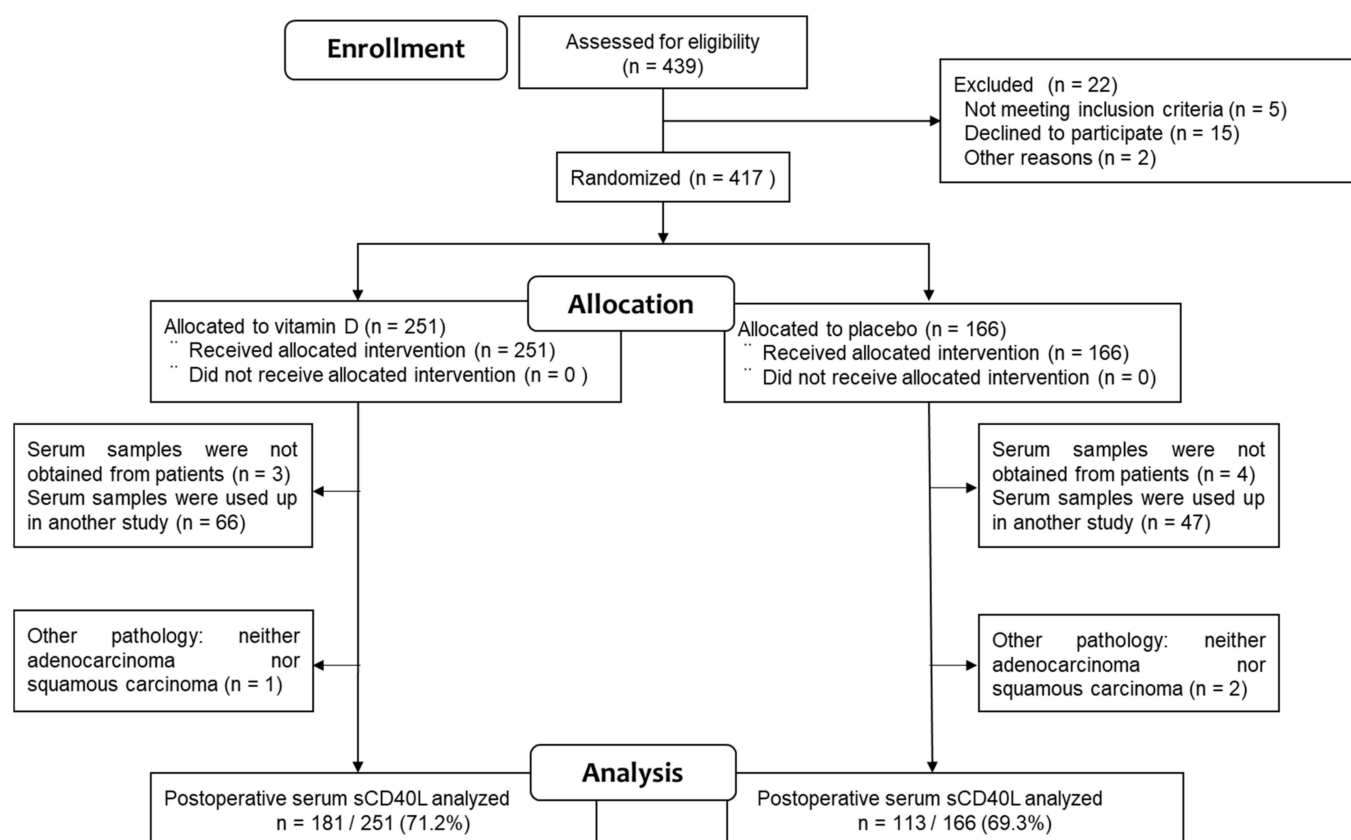 Enrollment
Assessed for eligibility
(n = 439)
Excluded (n = 22)
Not meeting inclusion criteria (n = 5)
Declined to participate (n = 15)
Other reasons (n = 2)
Randomized (n = 417 )
Allocation
Allocated to vitamin D (n = 251)
¨ Received allocated intervention (n = 251)
¨ Did not receive allocated intervention (n = 0 )
Allocated to placebo (n = 166)
¨ Received allocated intervention (n = 166)
¨ Did not receive allocated intervention (n = 0)
Serum samples were not
obtained from patients (n = 3)
Serum samples were used up
in another study (n = 66)
Serum samples were not
obtained from patients (n = 4)
Serum samples were used up
in another study (n = 47)
Other pathology: neither
adenocarcinoma nor
squamous carcinoma (n = 1)
Other pathology: neither
adenocarcinoma nor
squamous carcinoma (n = 2)
Analysis
Postoperative serum sCD40L analyzed
n = 181 / 251 (71.2%)
Postoperative serum sCD40L analyzed
n = 113 / 166 (69.3%)